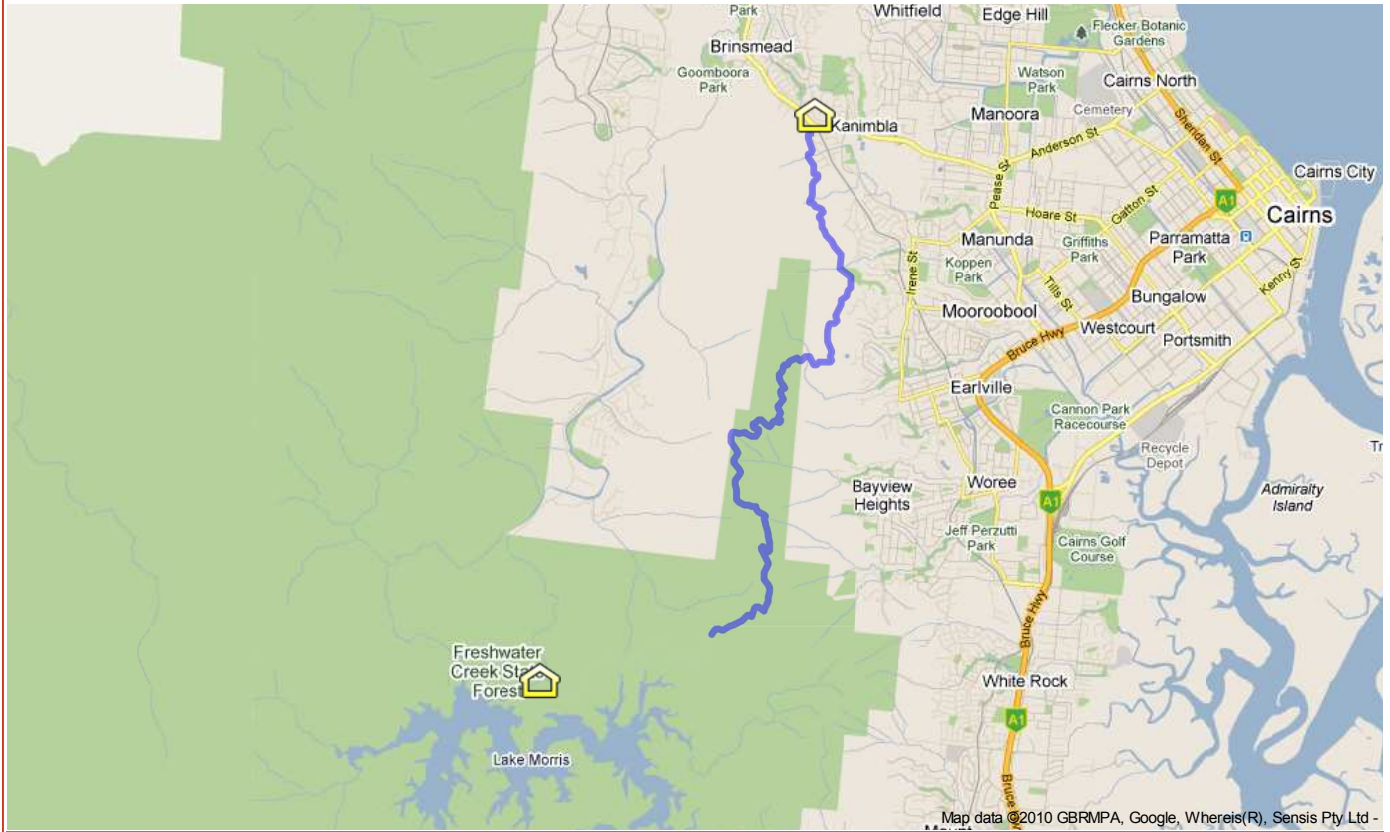 Park
Whitfield
Edge Hill
Flecker Botanic
Gardens
Brinsmead
Goomboora
Park
Watson
Park
Cairns North
Cemetery
Manoora
Kanimbla
Anderson St
Sheridan St
Cairns City
Pease St
A1
Gatton St
Hoare St
Cairns
Manunda
Griffiths
Park
Parramatta
Park
Koppen
Park
Irene St
Tills St
Kenny St
Bungalow
Mooroobool
Westcourt
Bruce Hwy
Portsmith
Earlville
Cannon Park
Racecourse
Recycle
Depot
Tr
Bayview
Heights
Woree
A1
Admiralty
Island
Jeff Perzutti
Park
Cairns Golf
Course
Bruce Hwy
Freshwater
Creek State
Forest
White Rock
A1
Lake Morris
Bruce Hwy
Map data ©2010 GBRMPA, Google, Whereis(R), Sensis Pty Ltd -